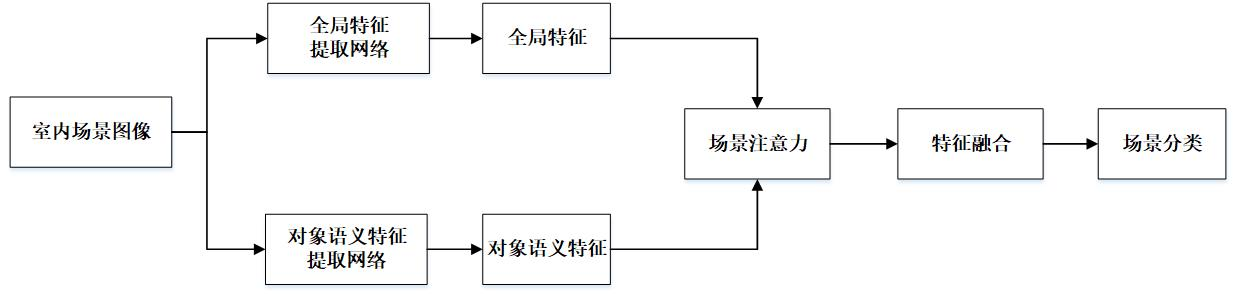 室内场景图像
全局特征
提取网络
全局特征
对象语义特征
提取网络
对象语义特征
场景注意力
特征融合
场景分类